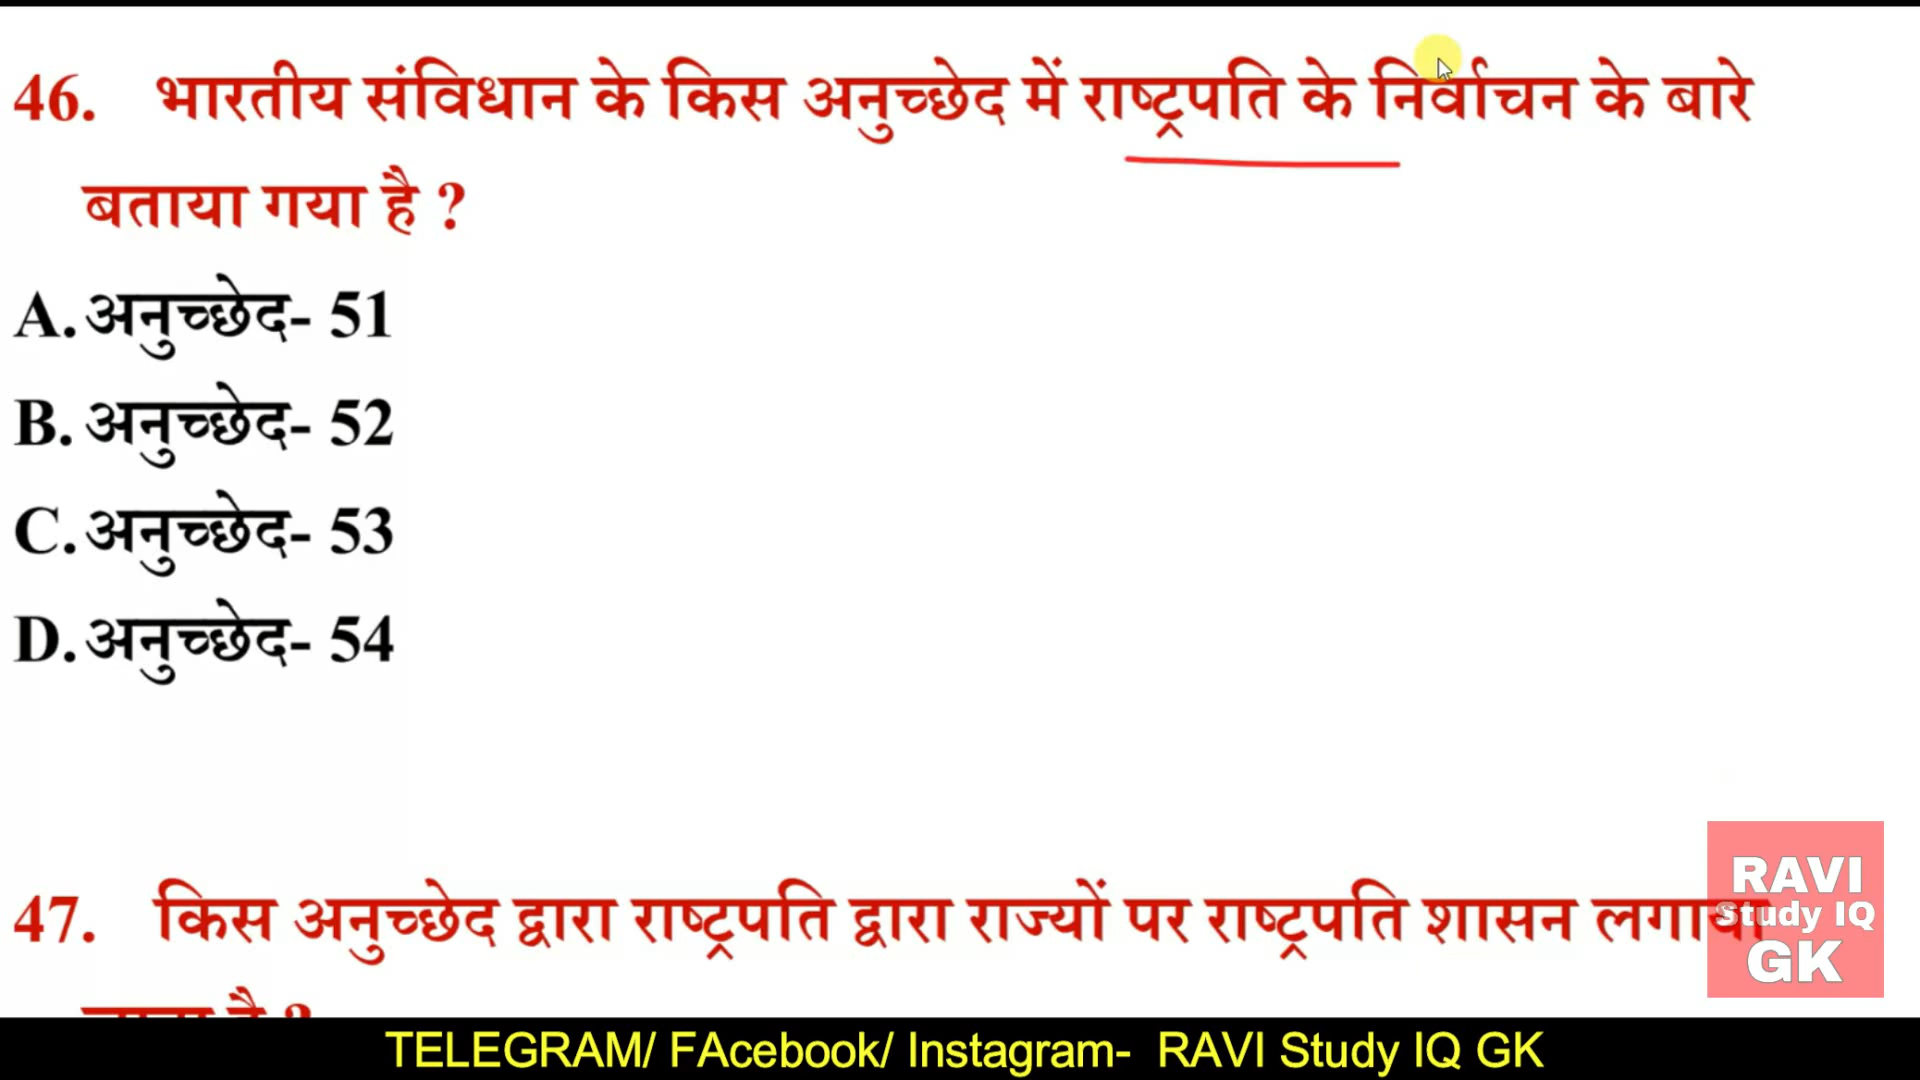 46. भारतीय संविधान के किस अनुच्छेद में राष्ट्रपति के निर्वाचन के बारे
बताया गया है ?
A. अनुच्छेद- 51
B. अनुच्छेद- 52
C. अनुच्छेद- 53
D. अनुच्छेद- 54
47. किस अनुच्छेद द्वारा राष्ट्रपति द्वारा राज्यों पर राष्ट्रपति शासन लगाया
है ?
RAVI
Study IQ
GK
TELEGRAM/ FAcebook/ Instagram- RAVI Study IQ GK